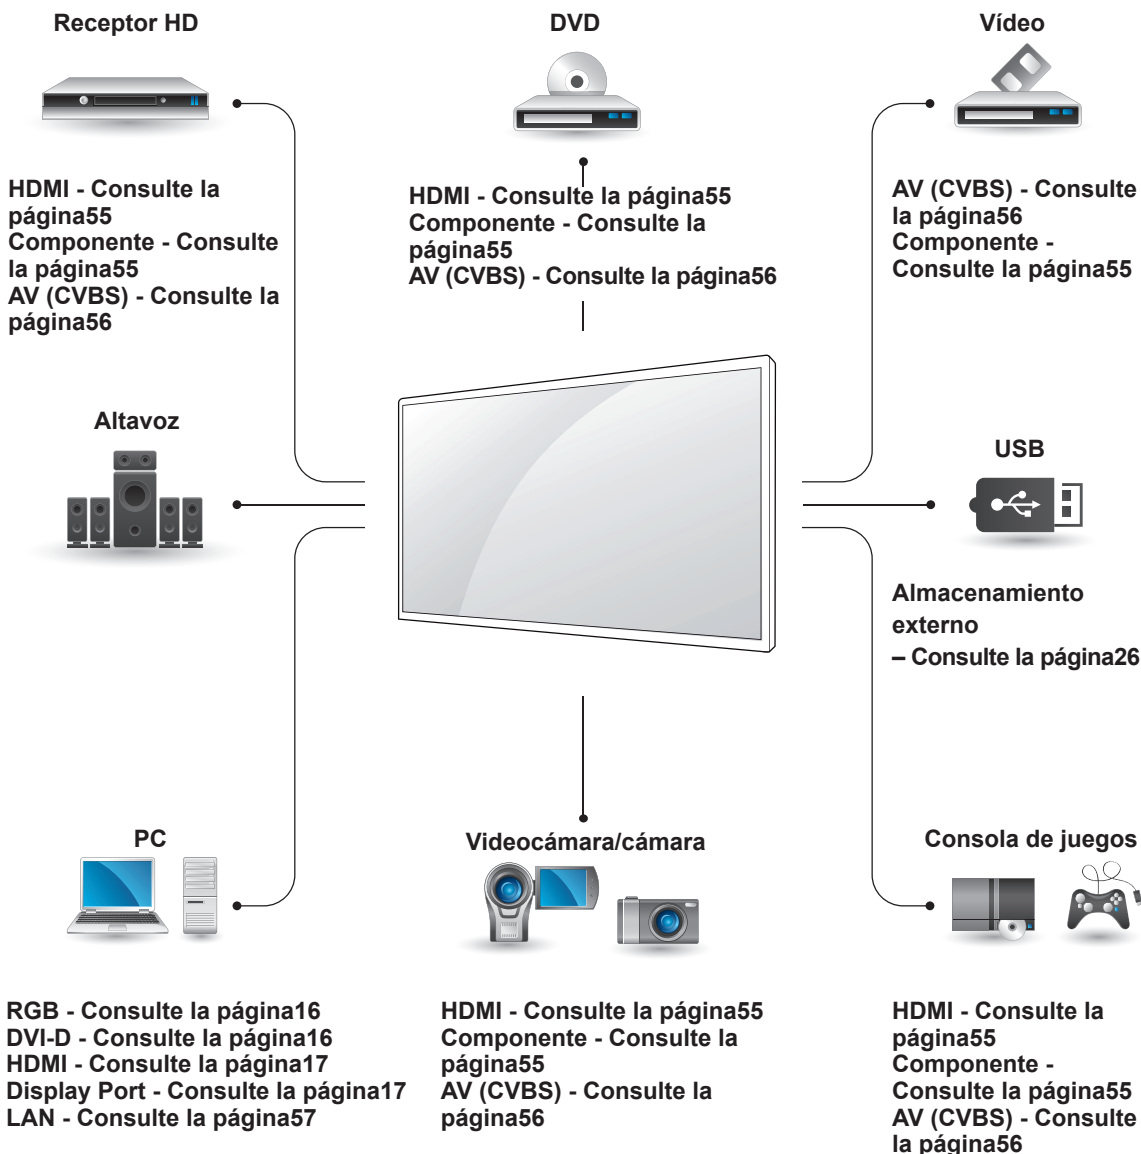 Receptor HD
HDMI - Consulte la
página55
Componente - Consulte
la página55
AV (CVBS) - Consulte la
página56
DVD
HDMI - Consulte la página55
Componente - Consulte la
página55
AV (CVBS) - Consulte la página56
Vídeo
AV (CVBS) - Consulte
la página56
Componente -
Consulte la página55
Altavoz
USB
Almacenamiento
externo
– Consulte la página26
PC
RGB - Consulte la página16
DVI-D - Consulte la página16
HDMI - Consulte la página17
Display Port - Consulte la página17
LAN - Consulte la página57
Videocámara/cámara
HDMI - Consulte la página55
Componente - Consulte la
página55
AV (CVBS) - Consulte la
página56
Consola de juegos
HDMI - Consulte la
página55
Componente -
Consulte la página55
AV (CVBS) - Consulte
la página56